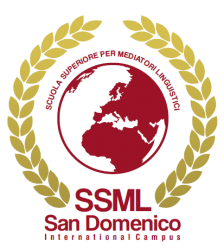 SCUOLA SUPERIORE PER MEDIATORI LINGUISTICI
SSML
San Domenico
International Campus